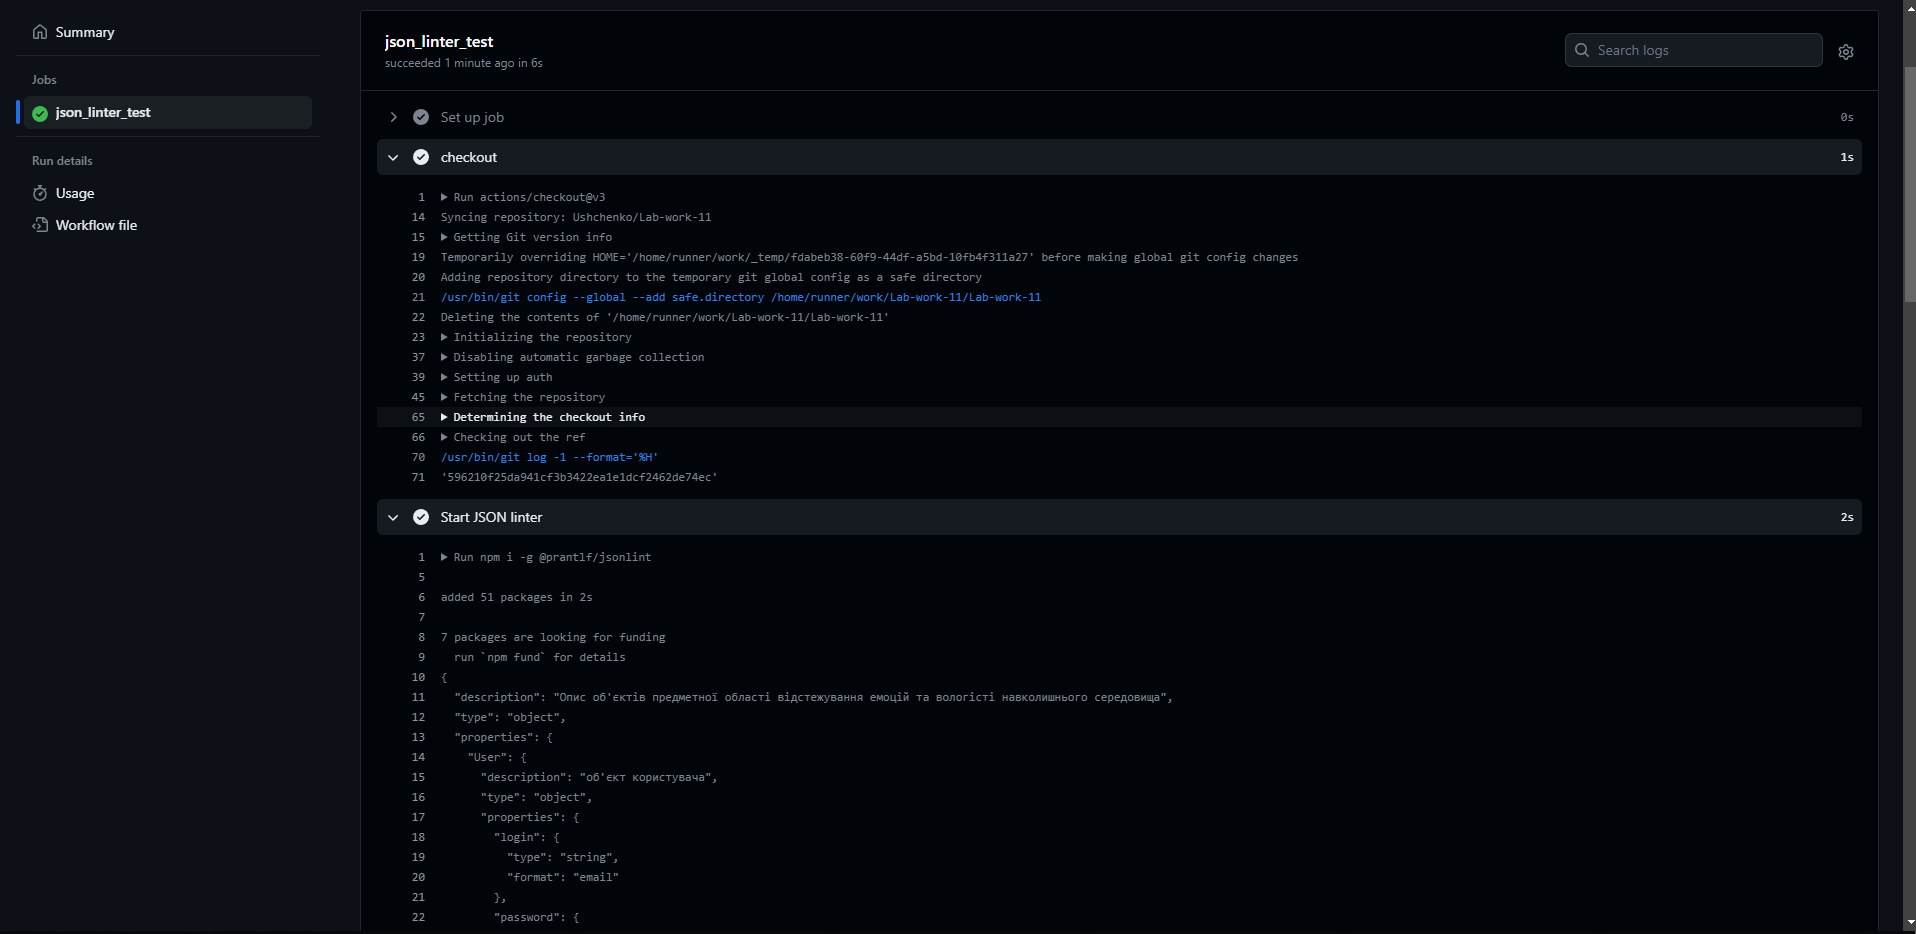 Summary
Jobs
json_linter_test
Run details
Usage
Workflow file
json_linter_test
succeeded 1 minute ago in 6s
Search logs
Set up job 0s
checkout 1s
1 Run actions/checkout@v3
14 Syncing repository: Ushchenko/Lab-work-11
15 Getting Git version info
19 Temporarily overriding HOME='/home/runner/work/_temp/fdabeb38-60f9-44df-a5bd-10fb4f311a27' before making global git config changes
20 Adding repository directory to the temporary git global config as a safe directory
21 /usr/bin/git config --global --add safe.directory /home/runner/work/Lab-work-11/Lab-work-11
22 Deleting the contents of '/home/runner/work/Lab-work-11/Lab-work-11'
23 Initializing the repository
37 Disabling automatic garbage collection
39 Setting up auth
45 Fetching the repository
65 Determining the checkout info
66 Checking out the ref
70 /usr/bin/git log -1 --format='%H'
71 '596210f25da941cf3b3422ea1e1dcf2462de74ec'
Start JSON linter 2s
1 Run npm i -g @prantlf/jsonlint
5
6 added 51 packages in 2s
7
8 7 packages are looking for funding
9 run `npm fund` for details
10 {
11 "description": "Опис об'єктів предметної області відстежування емоцій та вологісті навколишнього середовища",
12 "type": "object",
13 "properties": {
14 "User": {
15 "description": "об'єкт користувача",
16 "type": "object",
17 "properties": {
18 "login": {
19 "type": "string",
20 "format": "email"
21 },
22 "password": {